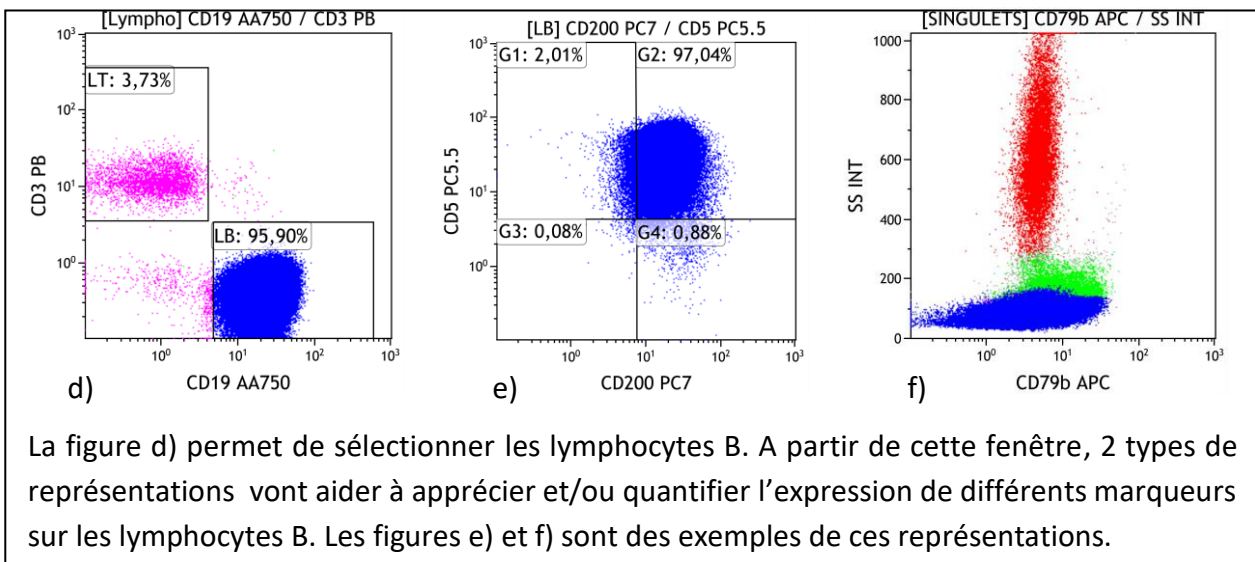 [Lympho] CD19 AA750 / CD3 PB
10³
LT: 3,73%
10²
CD3 PB
10¹
LB: 95,90%
10⁰
10⁰ 10¹ 10² 10³
d) CD19 AA750
[LB] CD200 PC7 / CD5 PC5.5
10³
G1: 2,01% G2: 97,04%
10²
CD5 PC5.5
10¹
G3: 0,08% G4: 0,88%
10⁰
10⁰ 10¹ 10² 10³
e) CD200 PC7
[SINGULETS] CD79b APC / SS INT
1000
800
SS INT
600
400
200
0
10⁰ 10¹ 10² 10³
f) CD79b APC
La figure d) permet de sélectionner les lymphocytes B. A partir de cette fenêtre, 2 types de
représentations vont aider à apprécier et/ou quantifier l’expression de différents marqueurs
sur les lymphocytes B. Les figures e) et f) sont des exemples de ces représentations.